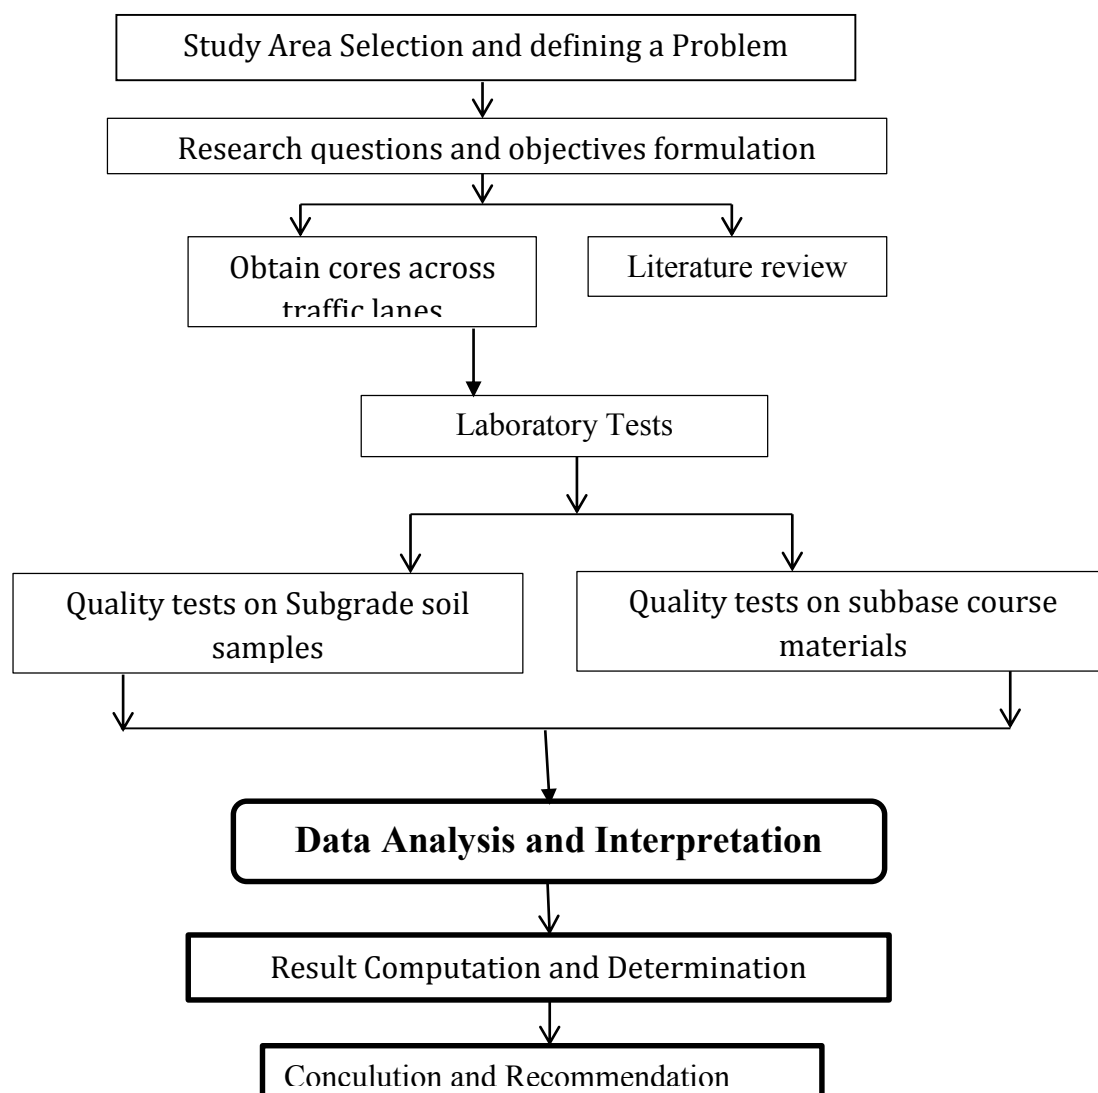 Study Area Selection and defining a Problem
Research questions and objectives formulation
Obtain cores across
traffic lanes
Literature review
Laboratory Tests
Quality tests on Subgrade soil
samples
Quality tests on subbase course
materials
Data Analysis and Interpretation
Result Computation and Determination
Conculution and Recommendation